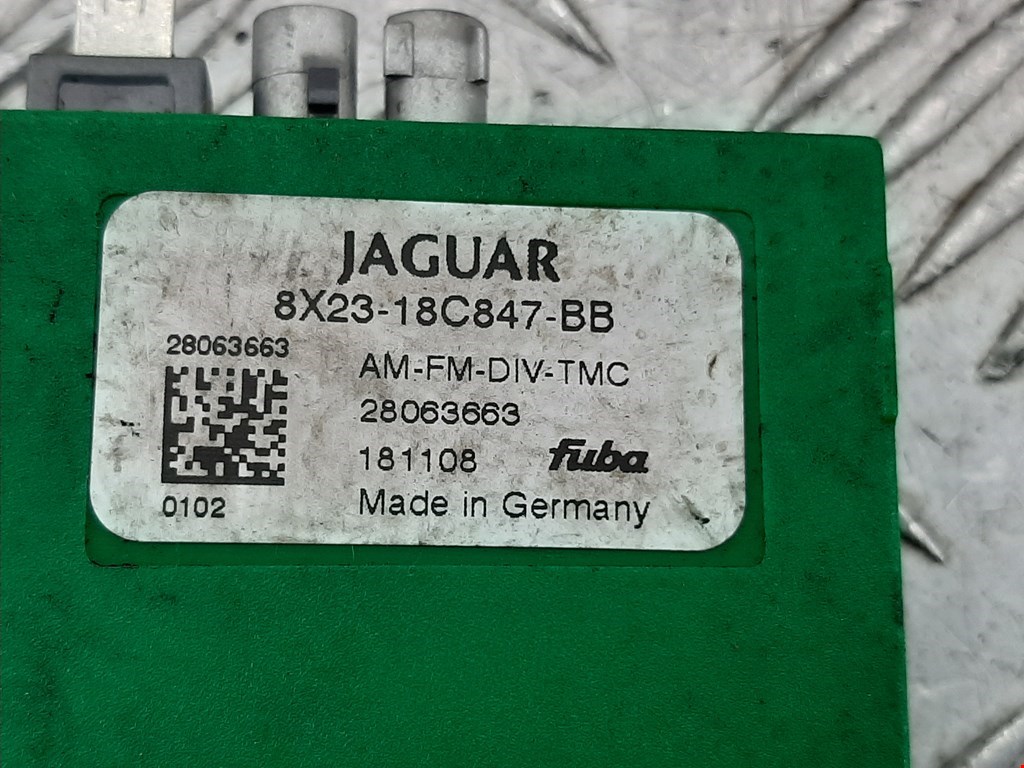 JAGUAR
8X23-18C847-BB
28063663
AM-FM-DIV-TMC
28063663
181108 fuba
0102
Made in Germany